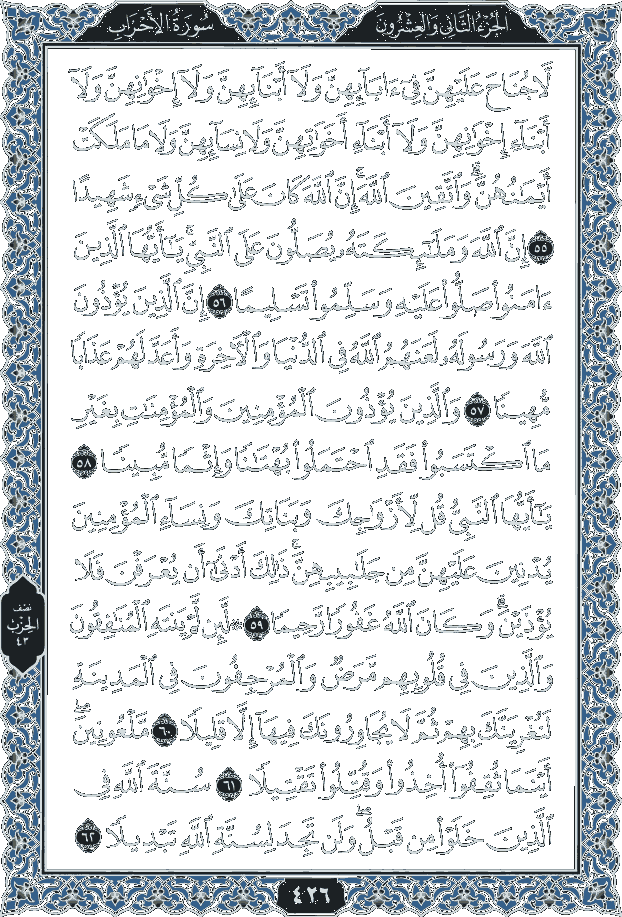 الجزء الثاني والعشرون
سورة الأحزاب
لَّا جُنَاحَ عَلَيْهِنَّ فِىٓ ءَابَآئِهِنَّ وَلَآ أَبْنَآئِهِنَّ وَلَآ إِخْوَٰنِهِنَّ وَلَآ
أَبْنَآءِ إِخْوَٰنِهِنَّ وَلَآ أَبْنَآءِ أَخَوَٰتِهِنَّ وَلَا نِسَآئِهِنَّ وَلَا مَا مَلَكَتْ
أَيْمَٰنُهُنَّ ۗ وَٱتَّقِينَ ٱللَّهَ ۚ إِنَّ ٱللَّهَ كَانَ عَلَىٰ كُلِّ شَىْءٍ شَهِيدًا
٥٥ إِنَّ ٱللَّهَ وَمَلَٰٓئِكَتَهُۥ يُصَلُّونَ عَلَى ٱلنَّبِىِّ ۚ يَٰٓأَيُّهَا ٱلَّذِينَ
ءَامَنُوا۟ صَلُّوا۟ عَلَيْهِ وَسَلِّمُوا۟ تَسْلِيمًا ٥٦ إِنَّ ٱلَّذِينَ يُؤْذُونَ
ٱللَّهَ وَرَسُولَهُۥ لَعَنَهُمُ ٱللَّهُ فِى ٱلدُّنْيَا وَٱلْءَاخِرَةِ وَأَعَدَّ لَهُمْ عَذَابًا
مُّهِينًا ٥٧ وَٱلَّذِينَ يُؤْذُونَ ٱلْمُؤْمِنِينَ وَٱلْمُؤْمِنَٰتِ بِغَيْرِ
مَا ٱكْتَسَبُوا۟ فَقَدِ ٱحْتَمَلُوا۟ بُهْتَٰنًا وَإِثْمًا مُّبِينًا ٥٨
يَٰٓأَيُّهَا ٱلنَّبِىُّ قُل لِّأَزْوَٰجِكَ وَبَنَاتِكَ وَنِسَآءِ ٱلْمُؤْمِنِينَ
يُدْنِينَ عَلَيْهِنَّ مِن جَلَٰبِيبِهِنَّ ۚ ذَٰلِكَ أَدْنَىٰٓ أَن يُعْرَفْنَ فَلَا
يُؤْذَيْنَ ۗ وَكَانَ ٱللَّهُ غَفُورًا رَّحِيمًا ٥٩ ۞ لَّئِن لَّمْ يَنتَهِ ٱلْمُنَٰفِقُونَ
وَٱلَّذِينَ فِى قُلُوبِهِم مَّرَضٌ وَٱلْمُرْجِفُونَ فِى ٱلْمَدِينَةِ
لَنُغْرِيَنَّكَ بِهِمْ ثُمَّ لَا يُجَاوِرُونَكَ فِيهَآ إِلَّا قَلِيلًا ٦٠ مَّلْعُونِينَ ۖ
أَيْنَمَا ثُقِفُوٓا۟ أُخِذُوا۟ وَقُتِّلُوا۟ تَقْتِيلًا ٦١ سُنَّةَ ٱللَّهِ فِى
ٱلَّذِينَ خَلَوْا۟ مِن قَبْلُ ۖ وَلَن تَجِدَ لِسُنَّةِ ٱللَّهِ تَبْدِيلًا ٦٢
نصف
الحزب
٤٣
٤٢٦